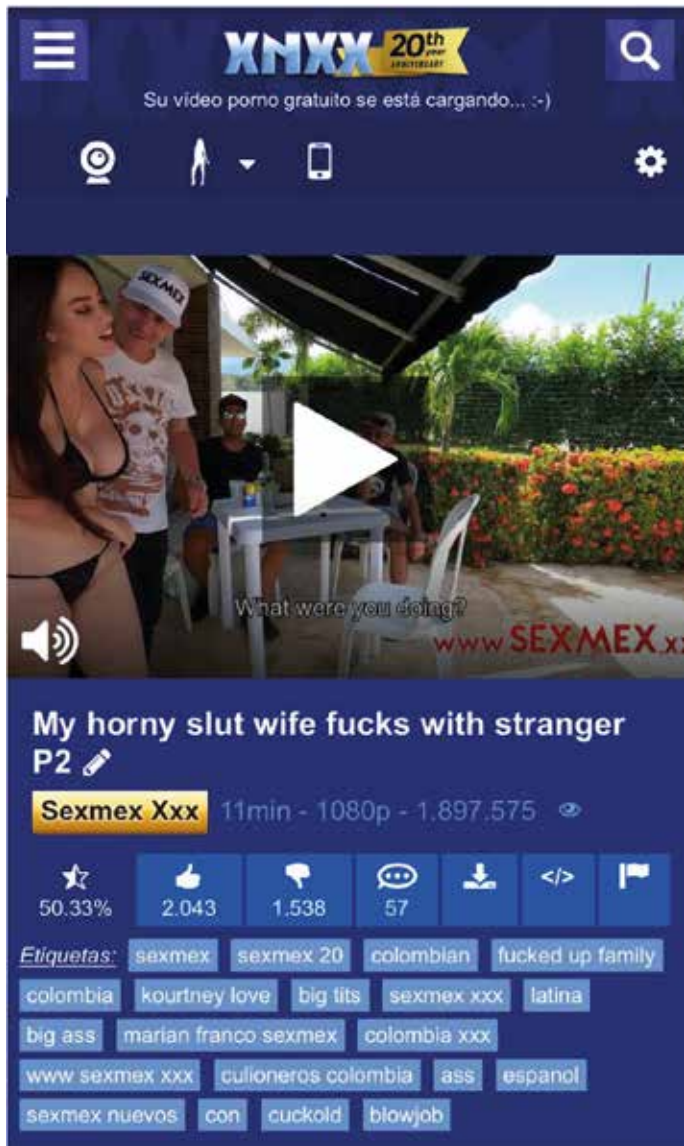 XNXX 20th year ANNIVERSARY
Su vídeo porno gratuito se está cargando... :-)
SEXMEX
What were you doing?
www.SEXMEX.xx
My horny slut wife fucks with stranger
P2
Sexmex Xxx 11min - 1080p - 1.897.575
50.33% 2.043 1.538 57 </>
Etiquetas: sexmex sexmex 20 colombian fucked up family
colombia kourtney love big tits sexmex xxx latina
big ass marian franco sexmex colombia xxx
www sexmex xxx culioneros colombia ass espanol
sexmex nuevos con cuckold blowjob